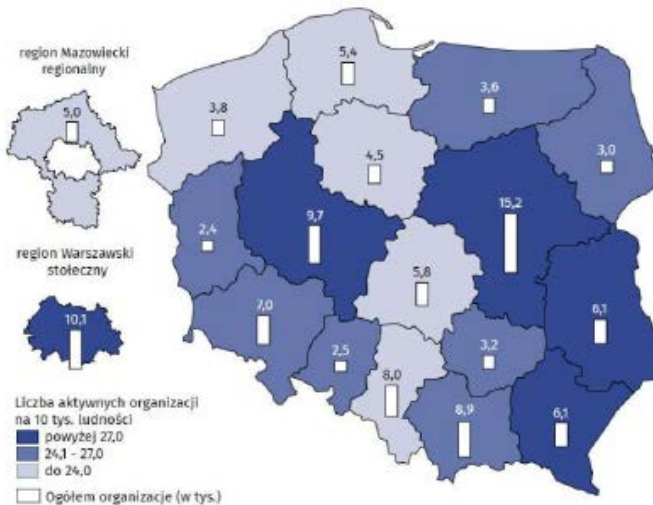 region Mazowiecki
regionalny
5,0
region Warszawski
stołeczny
10,1
5,4
3,8
3,6
3,0
4,5
2,4
9,7
15,2
5,8
7,0
6,1
2,5
3,2
8,0
8,9
6,1
Liczba aktywnych organizacji
na 10 tys. ludności
powyżej 27,0
24,1 - 27,0
do 24,0
Ogółem organizacje (w tys.)